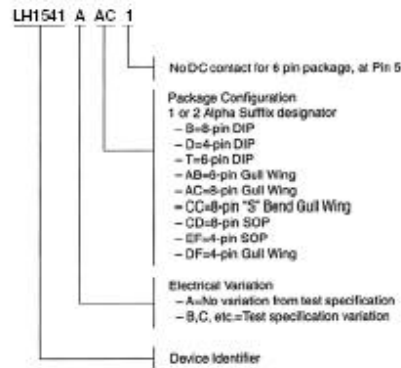 LH1541 A AC 1
No DC contact for 6 pin package, at Pin 5
Package Configuration
1 or 2 Alpha Suffix designator
– B=8-pin DIP
– D=4-pin DIP
– T=6-pin DIP
– AB=6-pin Gull Wing
– AC=8-pin Gull Wing
– CC=8-pin "S" Bend Gull Wing
– CD=8-pin SOP
– EF=4-pin SOP
– DF=4-pin Gull Wing
Electrical Variation
– A=No variation from test specification
– B,C, etc.=Test specification variation
Device Identifier